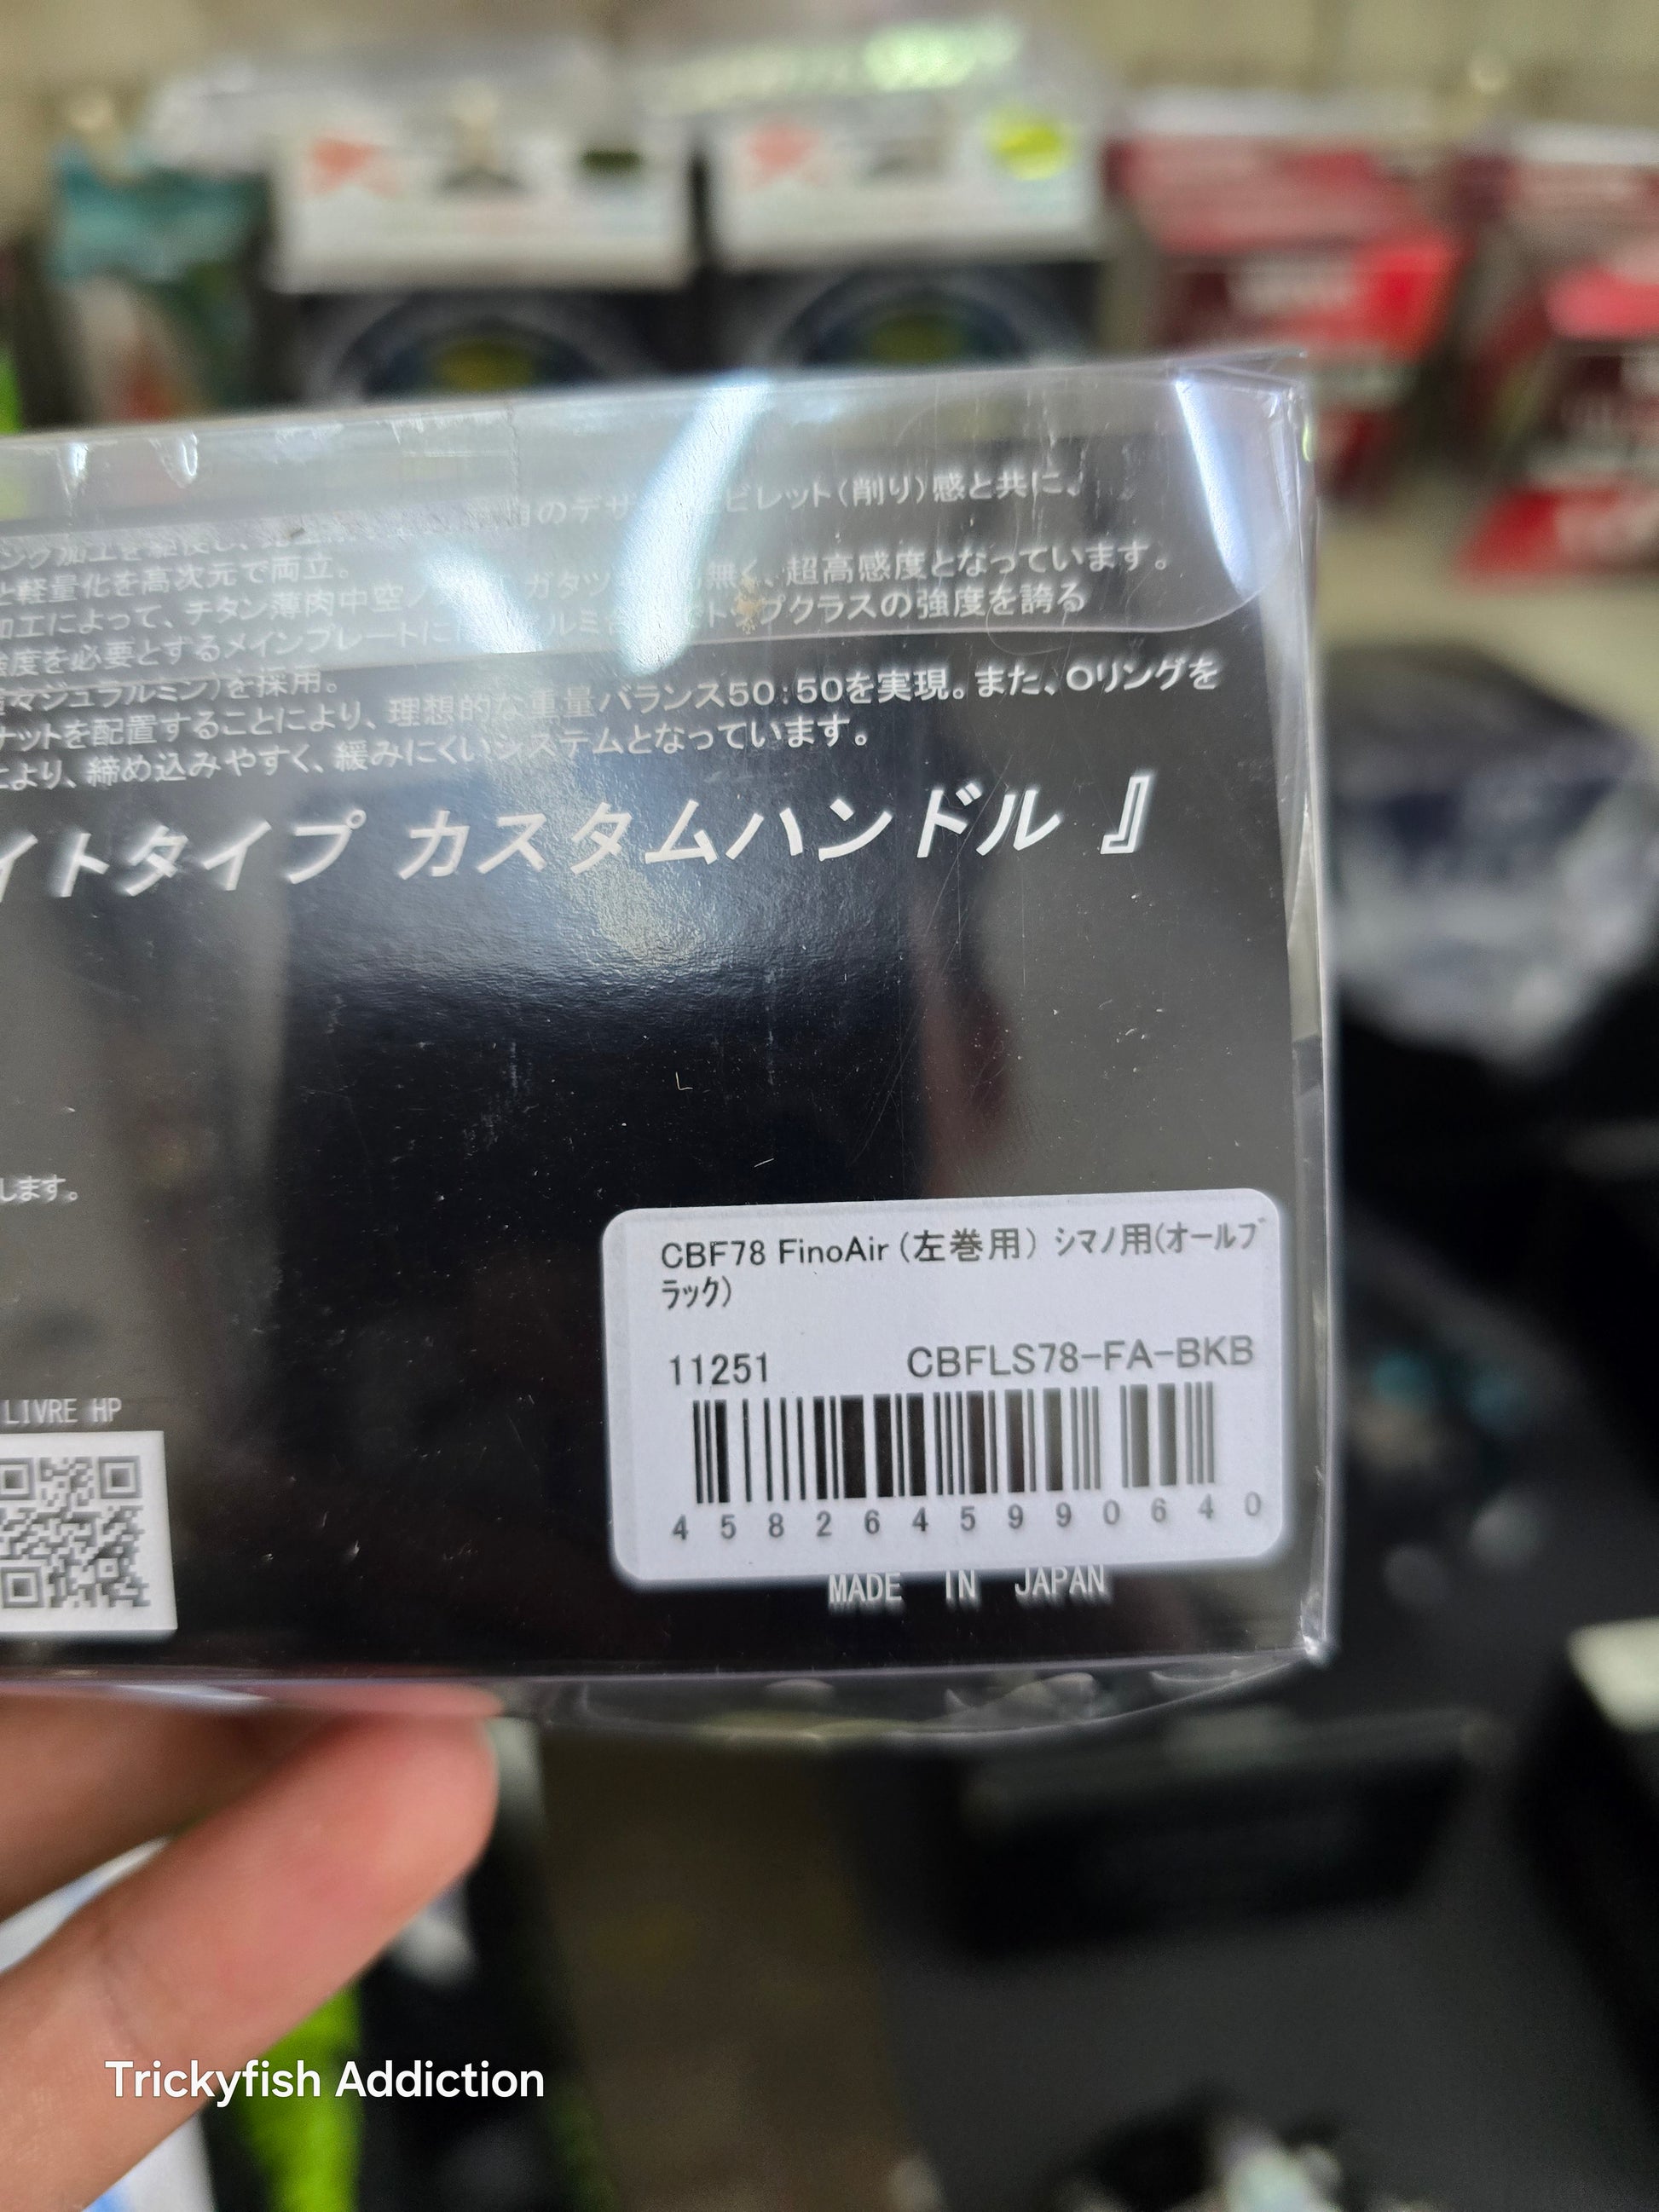 ビレット(削り)感と共に、
と軽量化を高次元で両立。
無く、超高感度となっています。
加工によって、チタン薄肉中空
クラスの強度を誇る
強度を必要とするメインプレートに
ジュラルミン)を採用。
ナットを配置することにより、理想的な重量バランス50:50を実現。また、Oリングを
により、締め込みやすく、緩みにくいシステムとなっています。
イトタイプ カスタムハンドル 』
します。
CBF78 FinoAir (左巻用) シマノ用(オールブ
ラック)
11251 CBFLS78-FA-BKB
4582645990640
LIVRE HP
MADE IN JAPAN
Trickyfish Addiction